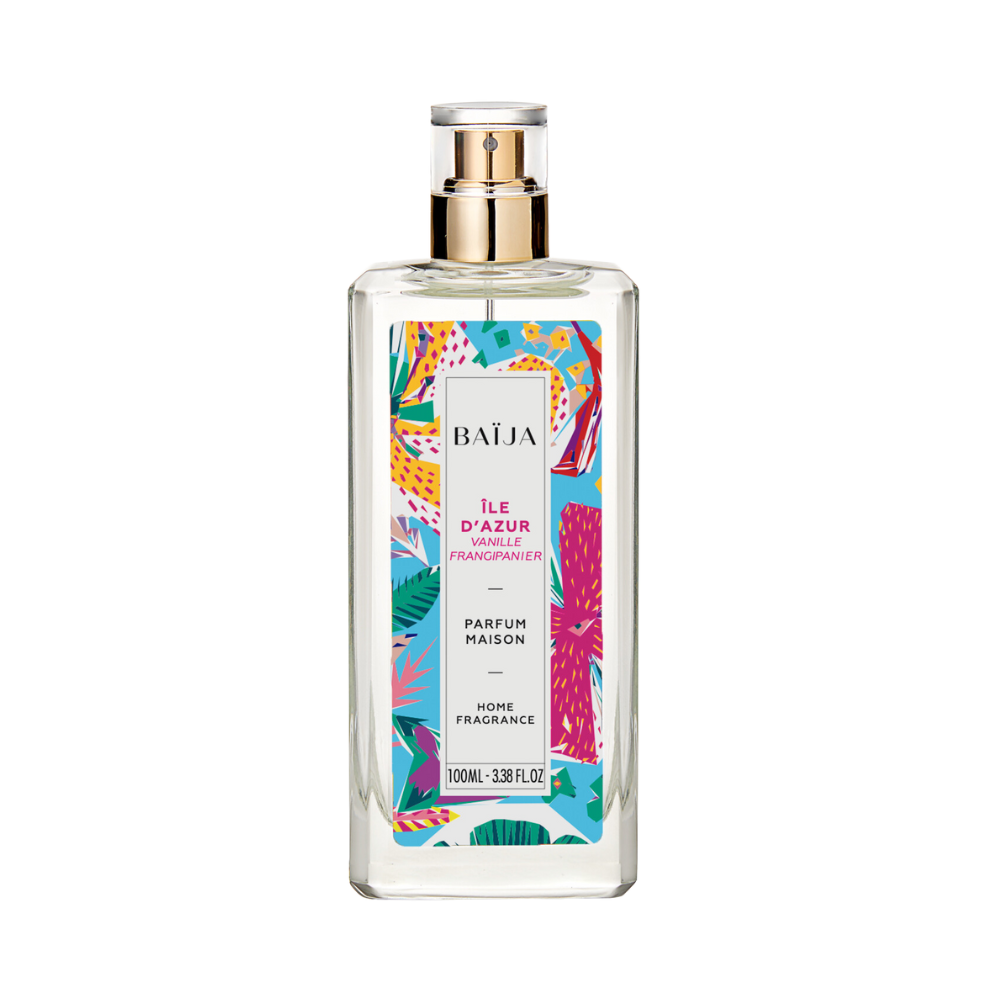 BAÏJA
ÎLE
D'AZUR
VANILLE
FRANGIPANIER
PARFUM
MAISON
HOME
FRAGRANCE
100ML - 3.38 FL.OZ